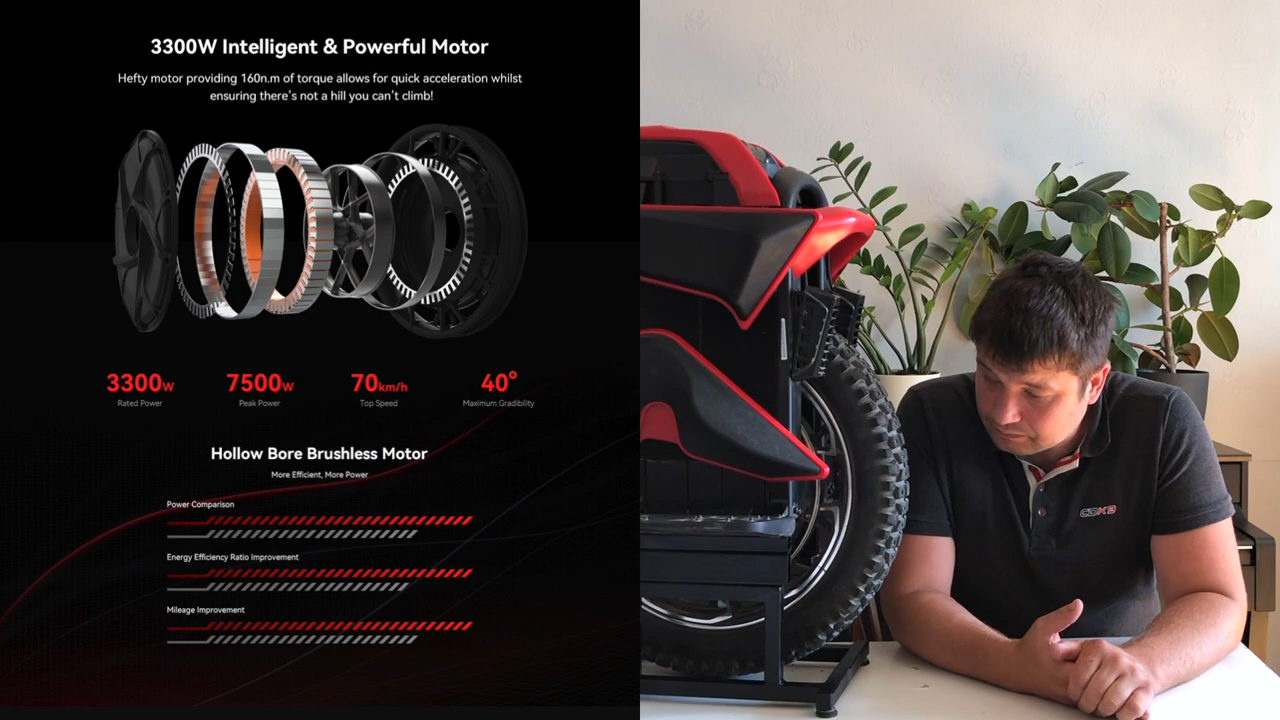 3300W Intelligent & Powerful Motor
Hefty motor providing 160n.m of torque allows for quick acceleration whilst
ensuring there's not a hill you can't climb!
3300W 7500W 70km/h 40°
Rated Power Peak Power Top Speed Maximum Gradibility
Hollow Bore Brushless Motor
More Efficient, More Power
Power Comparison
Energy Efficiency Ratio Improvement
Mileage Improvement